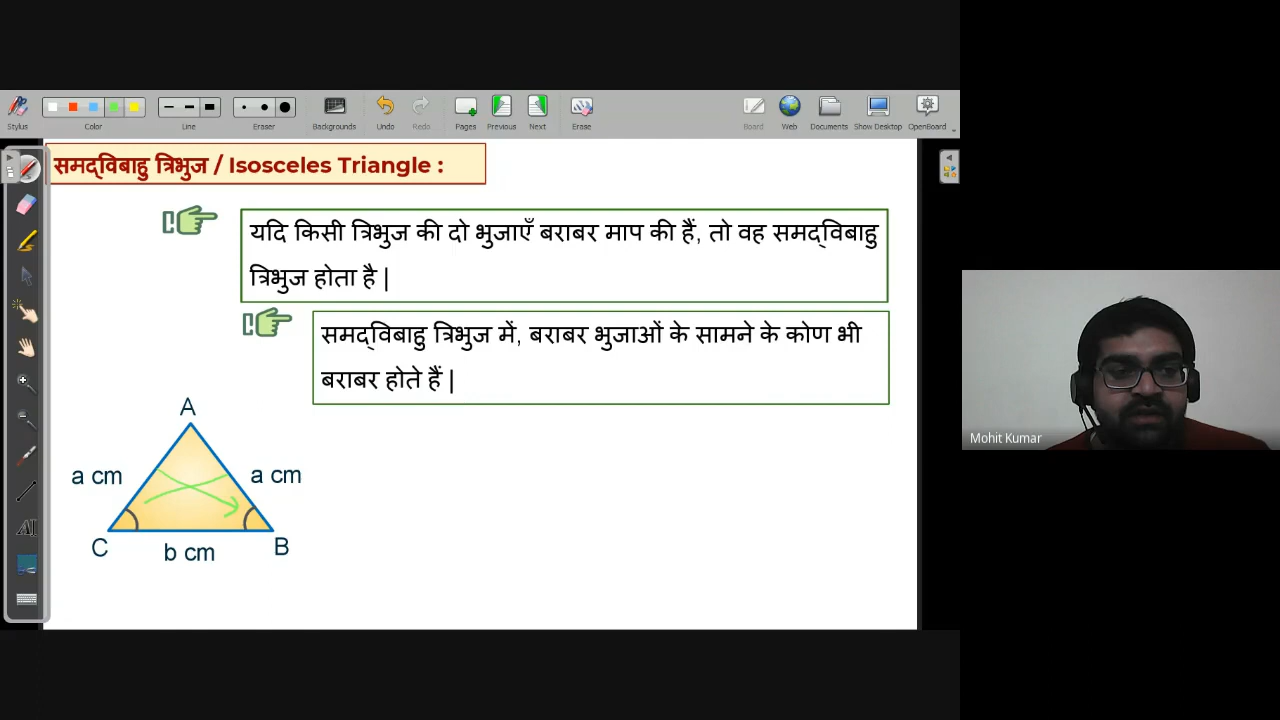 Stylus
Color
Line
Eraser
Backgrounds
Undo
Redo
Pages
Previous
Next
Erase
Board
Web
Documents
Show Desktop
OpenBoard
समद्विबाहु त्रिभुज / Isosceles Triangle :
यदि किसी त्रिभुज की दो भुजाएँ बराबर माप की हैं, तो वह समद्विबाहु
त्रिभुज होता है |
समद्विबाहु त्रिभुज में, बराबर भुजाओं के सामने के कोण भी
बराबर होते हैं |
A
a cm
a cm
C
b cm
B
Mohit Kumar